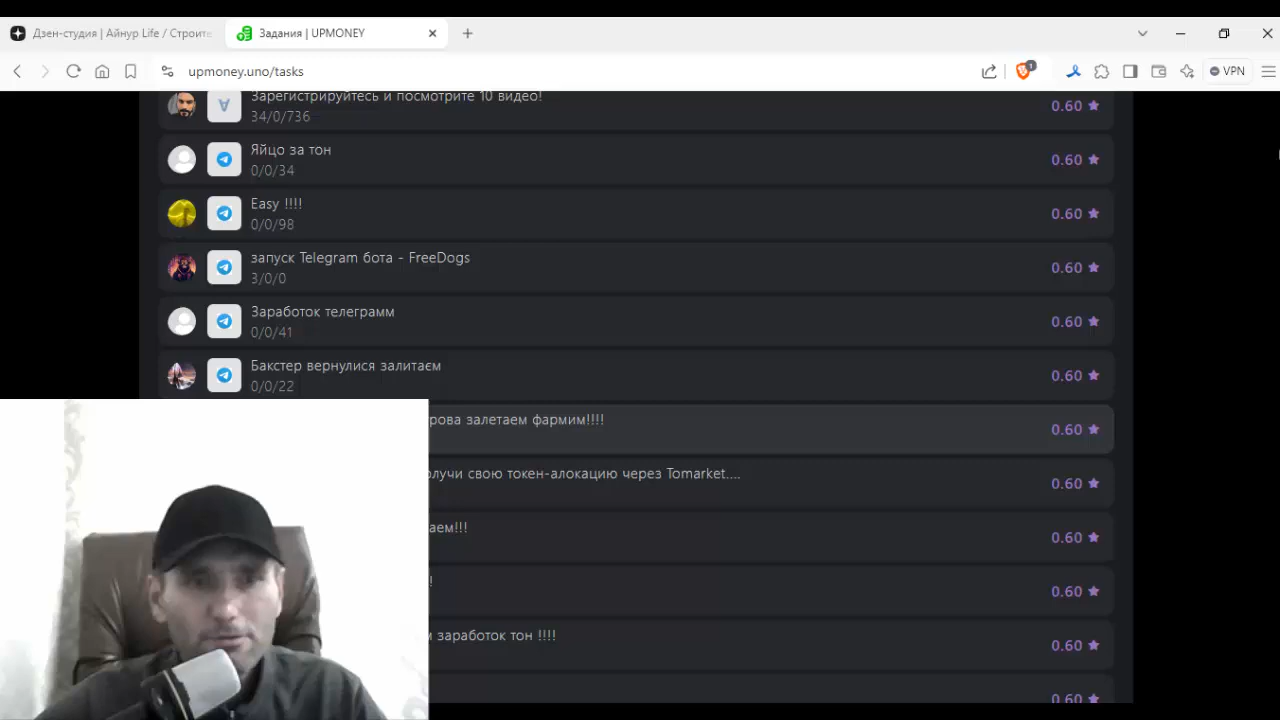 Дзен-студия | Айнур Life / Строите
Задания | UPMONEY
upmoney.uno/tasks
1
VPN
Зарегистрируйтесь и посмотрите 10 видео!
34/0/736
0.60
Яйцо за тон
0/0/34
0.60
Easy !!!!
0/0/98
0.60
запуск Telegram бота - FreeDogs
3/0/0
0.60
Заработок телеграмм
0/0/41
0.60
Бакстер вернулися залитаєм
0/0/22
0.60
рова залетаем фармим!!!!
0.60
олучи свою токен-алокацию через Tomarket....
0.60
аем!!!
0.60
!
0.60
м заработок тон !!!!
0.60
0.60